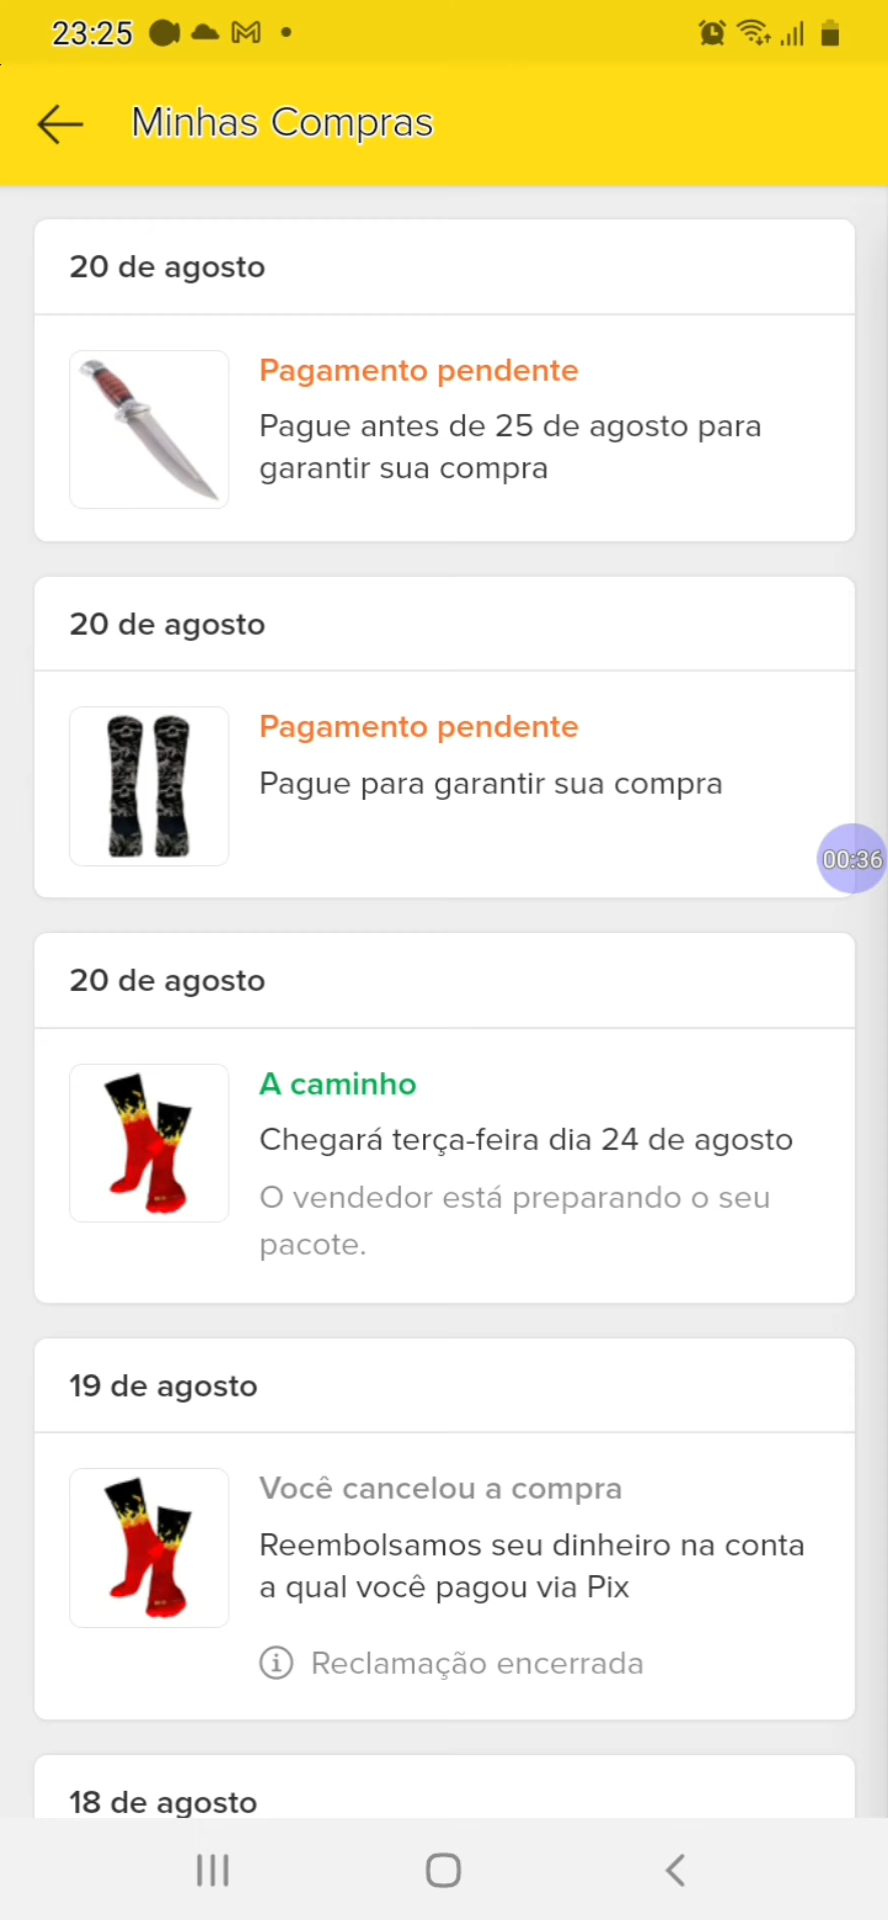 23:25
Minhas Compras
20 de agosto
Pagamento pendente
Pague antes de 25 de agosto para
garantir sua compra
20 de agosto
Pagamento pendente
Pague para garantir sua compra
00:36
20 de agosto
A caminho
Chegará terça-feira dia 24 de agosto
O vendedor está preparando o seu
pacote.
19 de agosto
Você cancelou a compra
Reembolsamos seu dinheiro na conta
a qual você pagou via Pix
Reclamação encerrada
18 de agosto